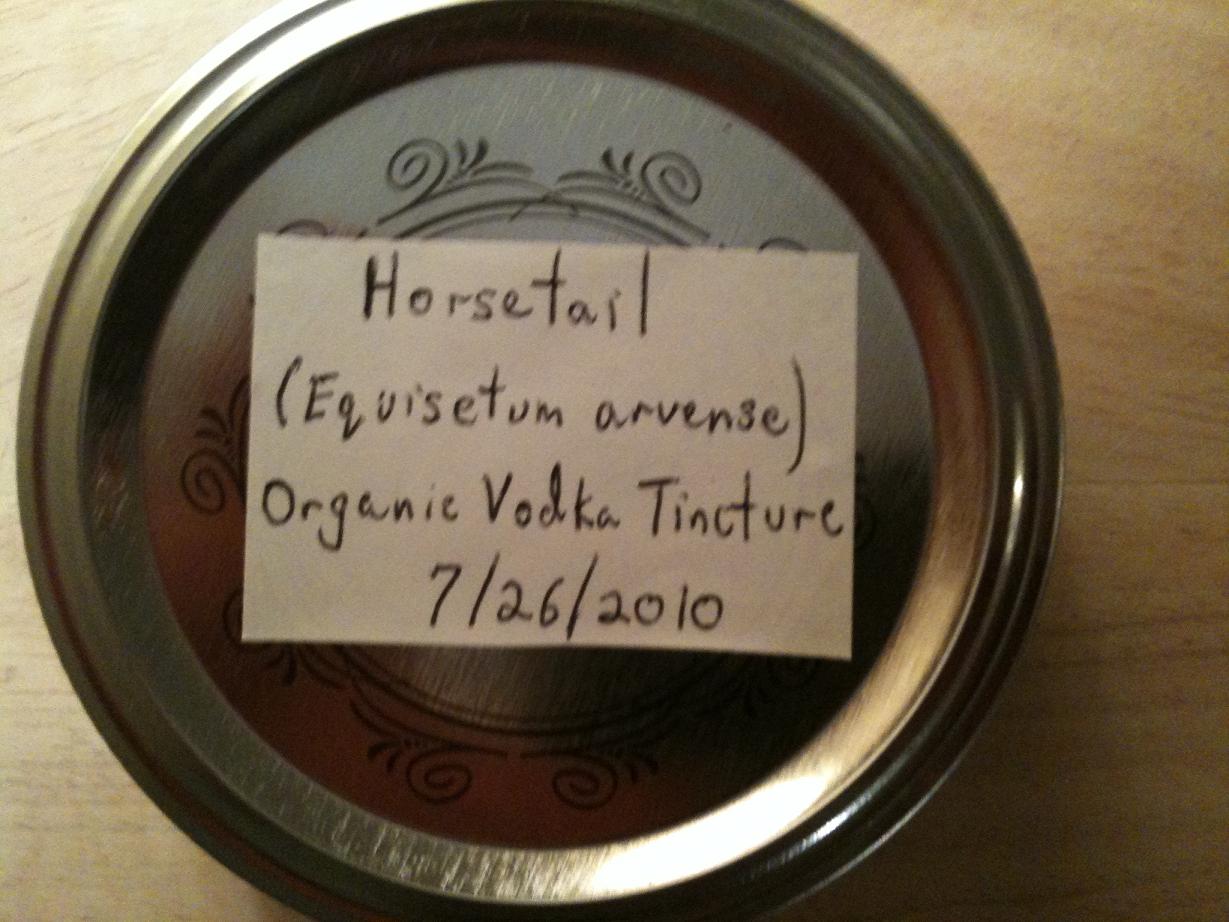 Horsetail
(Equisetum arvense)
Organic Vodka Tincture
7/26/2010